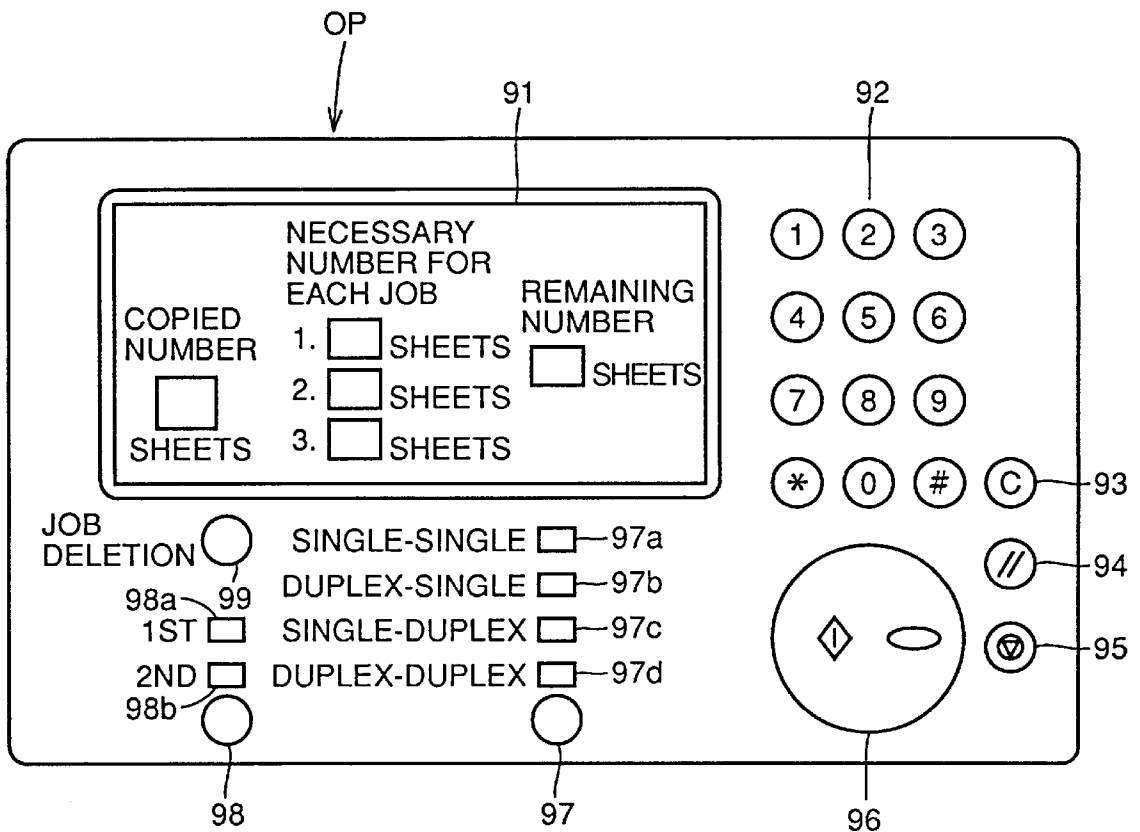 OP
91
92
NECESSARY
NUMBER FOR
EACH JOB
COPIED
NUMBER
SHEETS
1. SHEETS
2. SHEETS
3. SHEETS
REMAINING
NUMBER
SHEETS
1 2 3
4 5 6
7 8 9
* 0 # C
93
94
95
JOB
DELETION
99
98a
1ST
2ND
98b
SINGLE-SINGLE 97a
DUPLEX-SINGLE 97b
SINGLE-DUPLEX 97c
DUPLEX-DUPLEX 97d
98
97
96